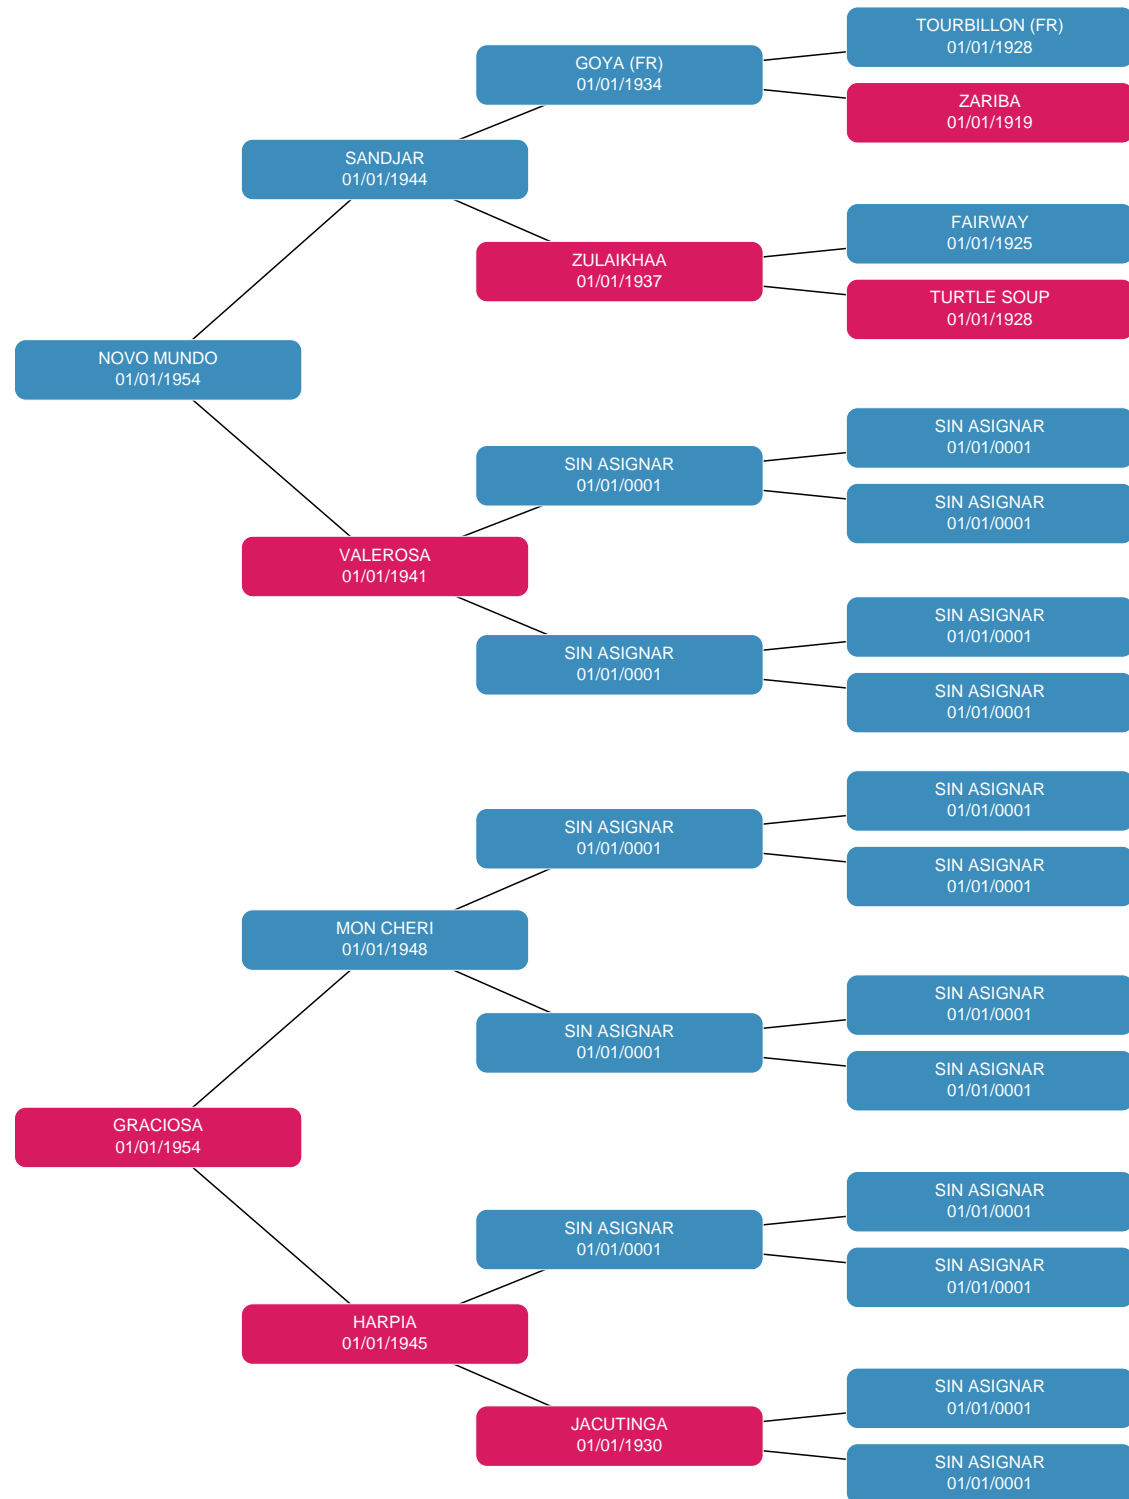 TOURBILLON (FR)
01/01/1928
GOYA (FR)
01/01/1934
ZARIBA
01/01/1919
SANDJAR
01/01/1944
FAIRWAY
01/01/1925
ZULAIKHAA
01/01/1937
TURTLE SOUP
01/01/1928
NOVO MUNDO
01/01/1954
SIN ASIGNAR
01/01/0001
SIN ASIGNAR
01/01/0001
SIN ASIGNAR
01/01/0001
VALEROSA
01/01/1941
SIN ASIGNAR
01/01/0001
SIN ASIGNAR
01/01/0001
SIN ASIGNAR
01/01/0001
SIN ASIGNAR
01/01/0001
SIN ASIGNAR
01/01/0001
SIN ASIGNAR
01/01/0001
MON CHERI
01/01/1948
SIN ASIGNAR
01/01/0001
SIN ASIGNAR
01/01/0001
SIN ASIGNAR
01/01/0001
GRACIOSA
01/01/1954
SIN ASIGNAR
01/01/0001
SIN ASIGNAR
01/01/0001
SIN ASIGNAR
01/01/0001
HARPIA
01/01/1945
SIN ASIGNAR
01/01/0001
JACUTINGA
01/01/1930
SIN ASIGNAR
01/01/0001